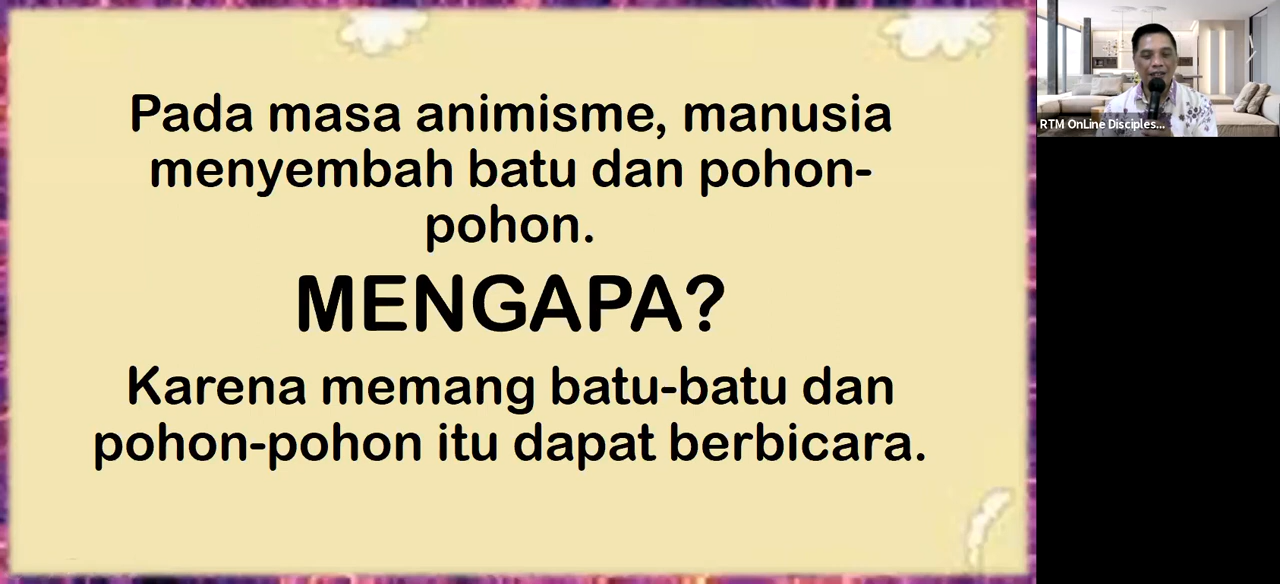 Pada masa animisme, manusia
menyembah batu dan pohon-
pohon.
MENGAPA?
Karena memang batu-batu dan
pohon-pohon itu dapat berbicara.
RTM OnLine Disciples...